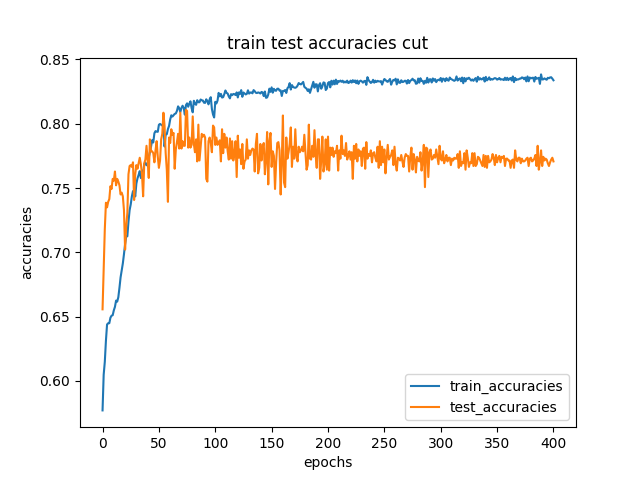 train test accuracies cut
0.85
0.80
0.75
0.70
0.65
0.60
accuracies
0 50 100 150 200 250 300 350 400
epochs
train_accuracies
test_accuracies